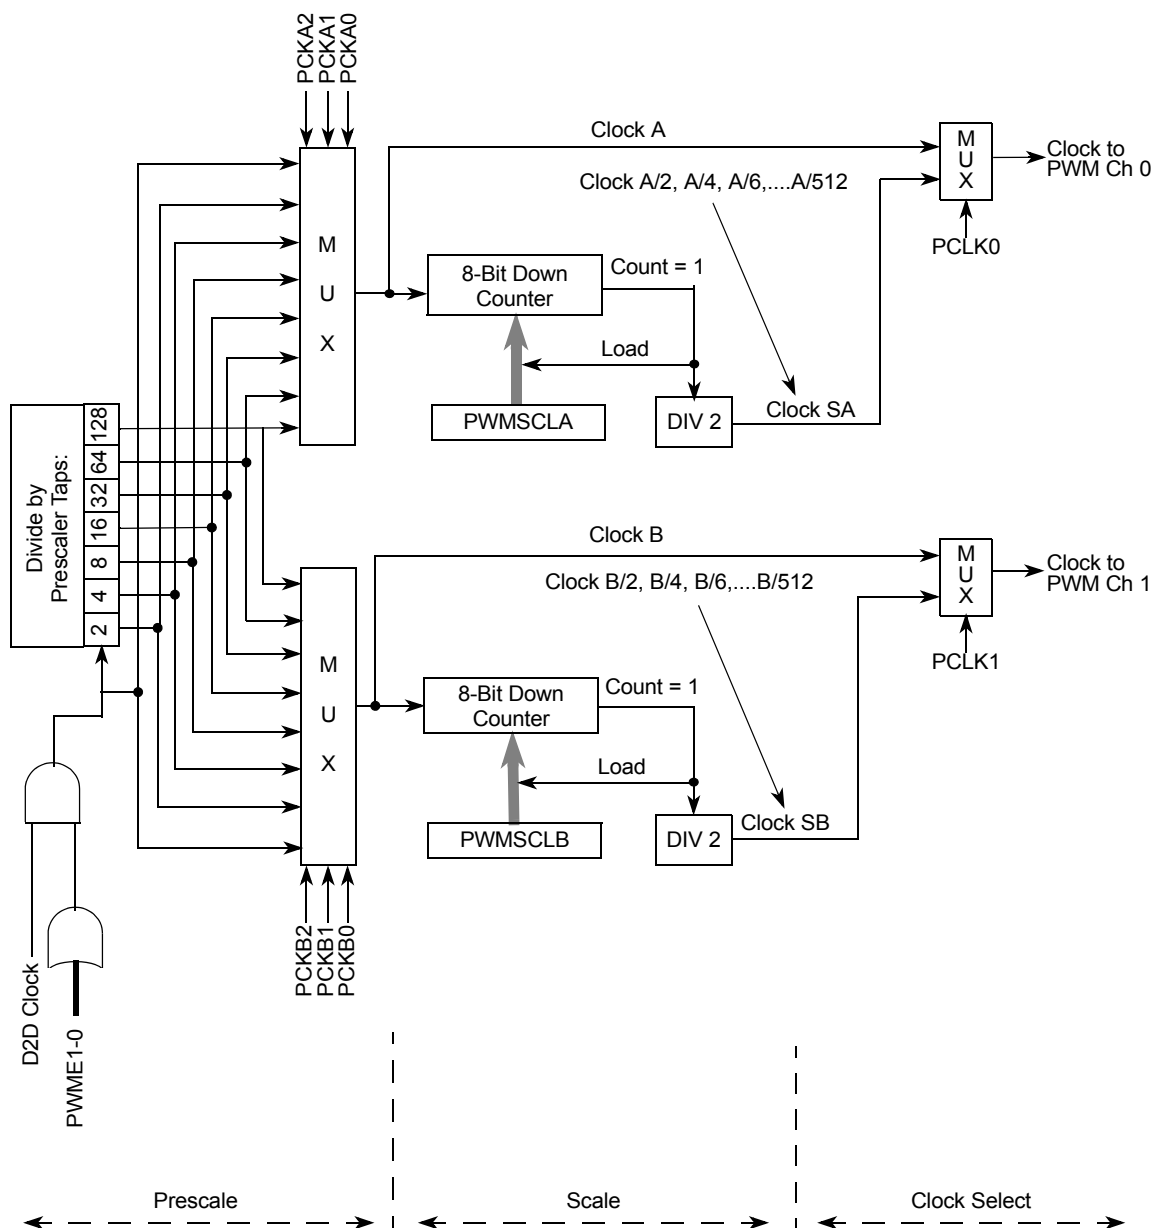 PCKA2
PCKA1
PCKA0
M
U
X
Clock A
Clock A/2, A/4, A/6,....A/512
M
U
X
Clock to
PWM Ch 0
PCLK0
8-Bit Down
Counter
Count = 1
Load
PWMSCLA
DIV 2
Clock SA
Divide by
Prescaler Taps:
128
64
32
16
8
4
2
M
U
X
Clock B
Clock B/2, B/4, B/6,....B/512
M
U
X
Clock to
PWM Ch 1
PCLK1
8-Bit Down
Counter
Count = 1
Load
PWMSCLB
DIV 2
Clock SB
PCKB2
PCKB1
PCKB0
D2D Clock
PWME1-0
Prescale
Scale
Clock Select